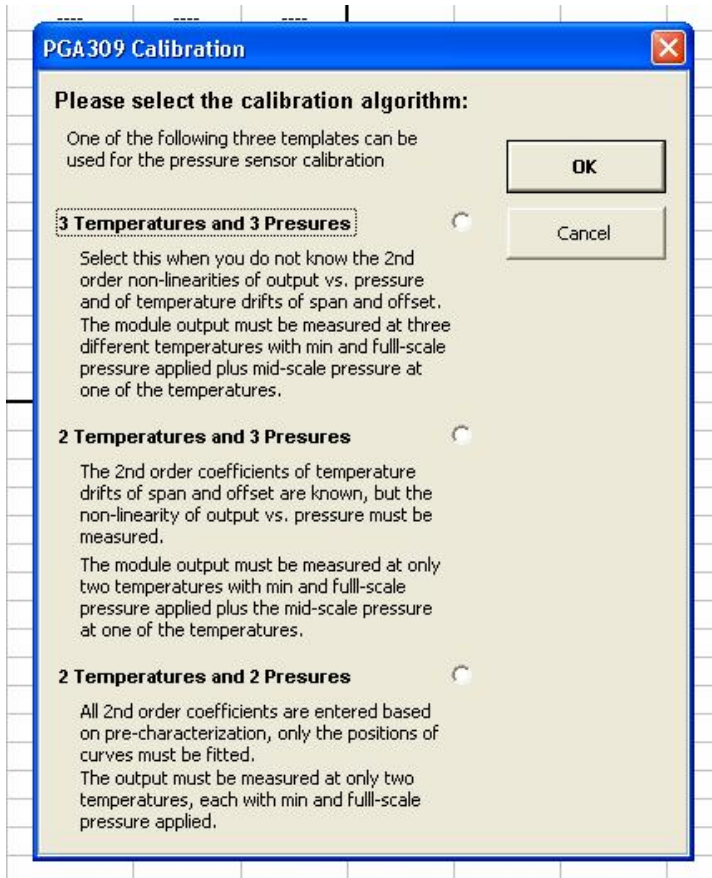 ---- ---- ----
PGA309 Calibration
Please select the calibration algorithm:
One of the following three templates can be
used for the pressure sensor calibration
OK
Cancel
3 Temperatures and 3 Presures
Select this when you do not know the 2nd
order non-linearities of output vs. pressure
and of temperature drifts of span and offset.
The module output must be measured at three
different temperatures with min and fulll-scale
pressure applied plus mid-scale pressure at
one of the temperatures.
2 Temperatures and 3 Presures
The 2nd order coefficients of temperature
drifts of span and offset are known, but the
non-linearity of output vs. pressure must be
measured.
The module output must be measured at only
two temperatures with min and fulll-scale
pressure applied plus the mid-scale pressure
at one of the temperatures.
2 Temperatures and 2 Presures
All 2nd order coefficients are entered based
on pre-characterization, only the positions of
curves must be fitted.
The output must be measured at only two
temperatures, each with min and fulll-scale
pressure applied.